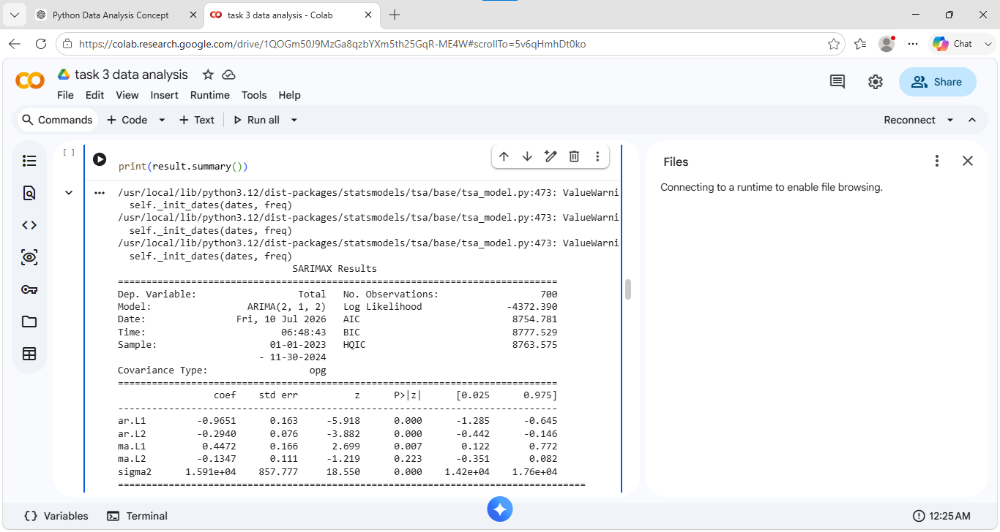 Python Data Analysis Concept
task 3 data analysis - Colab
https://colab.research.google.com/drive/1QOGm50J9MzGa8qzbYXm5th25GqR-ME4W#scrollTo=5v6qHmhDt0ko
Chat
task 3 data analysis
File Edit View Insert Runtime Tools Help
Share
Commands + Code + Text Run all
Reconnect
[ ]
print(result.summary())
/usr/local/lib/python3.12/dist-packages/statsmodels/tsa/base/tsa_model.py:473: ValueWarni
self._init_dates(dates, freq)
/usr/local/lib/python3.12/dist-packages/statsmodels/tsa/base/tsa_model.py:473: ValueWarni
self._init_dates(dates, freq)
/usr/local/lib/python3.12/dist-packages/statsmodels/tsa/base/tsa_model.py:473: ValueWarni
self._init_dates(dates, freq)
SARIMAX Results
==============================================================================
Dep. Variable: Total No. Observations: 700
Model: ARIMA(2, 1, 2) Log Likelihood -4372.390
Date: Fri, 10 Jul 2026 AIC 8754.781
Time: 06:48:43 BIC 8777.529
Sample: 01-01-2023 HQIC 8763.575
- 11-30-2024
Covariance Type: opg
==============================================================================
coef std err z P>|z| [0.025 0.975]
------------------------------------------------------------------------------
ar.L1 -0.9651 0.163 -5.918 0.000 -1.285 -0.645
ar.L2 -0.2940 0.076 -3.882 0.000 -0.442 -0.146
ma.L1 0.4472 0.166 2.699 0.007 0.122 0.772
ma.L2 -0.1347 0.111 -1.219 0.223 -0.351 0.082
sigma2 1.591e+04 857.777 18.550 0.000 1.42e+04 1.76e+04
===================================================================================
Files
Connecting to a runtime to enable file browsing.
Variables Terminal
12:25 AM